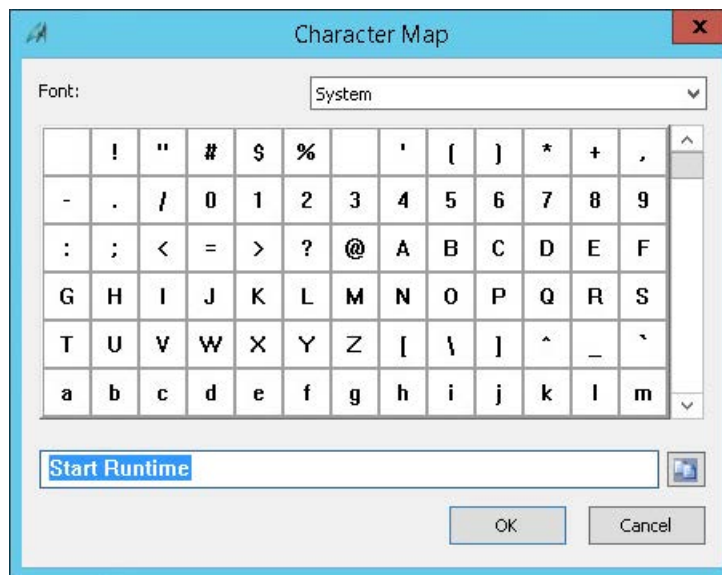 Character Map
x
Font:
System
! " # $ % ' ( ) * + ,
- . / 0 1 2 3 4 5 6 7 8 9
: ; < = > ? @ A B C D E F
G H I J K L M N O P Q R S
T U V W X Y Z [ \ ] ^ _ `
a b c d e f g h i j k l m
Start Runtime
OK Cancel